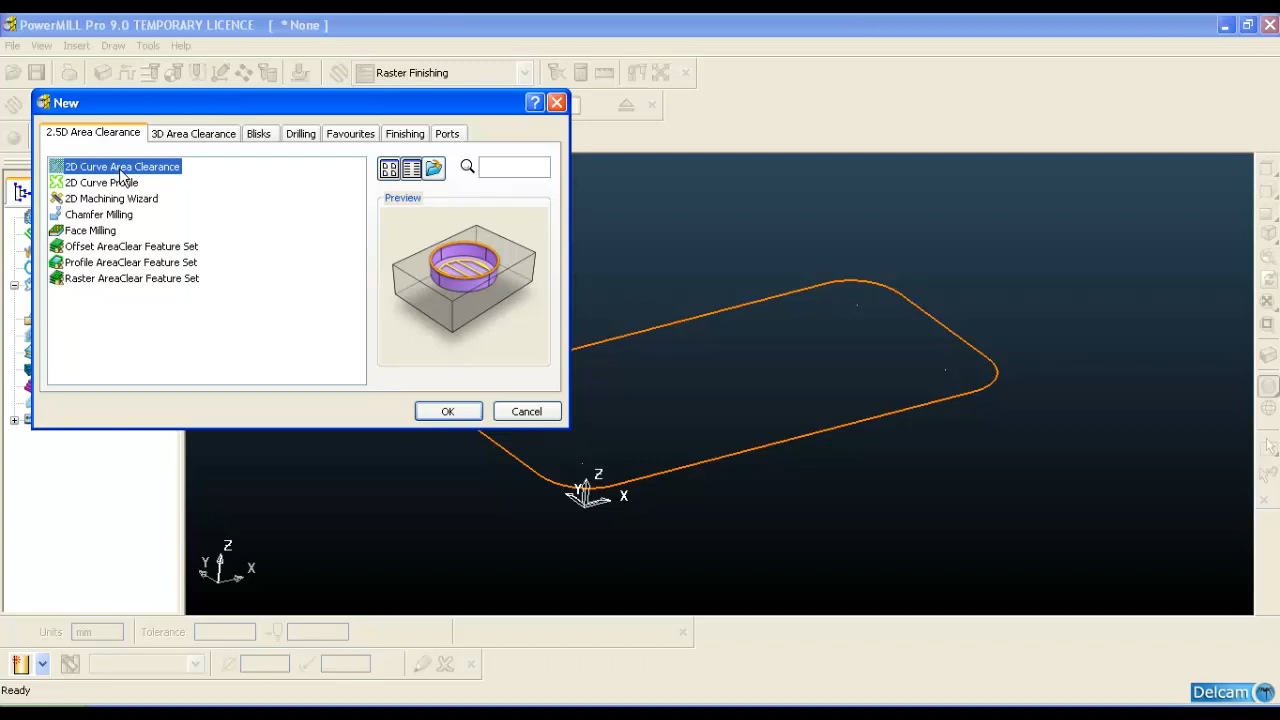 PowerMILL Pro 9.0 TEMPORARY LICENCE [ * None ]
File View Insert Draw Tools Help
Raster Finishing
New
2.5D Area Clearance 3D Area Clearance Blisks Drilling Favourites Finishing Ports
2D Curve Area Clearance
2D Curve Profile
2D Machining Wizard
Chamfer Milling
Face Milling
Offset AreaClear Feature Set
Profile AreaClear Feature Set
Raster AreaClear Feature Set
Preview
OK Cancel
Z
Y X
Z
Y X
Units mm Tolerance
Ready
Delcam